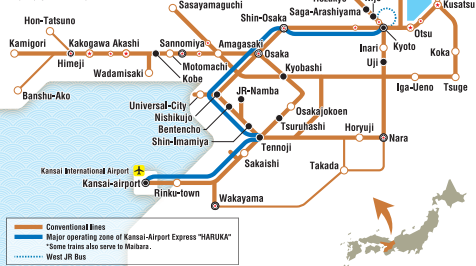 Sasayamaguchi
Kusatsu
Saga-Arashiyama
Shin-Osaka
Hon-Tatsuno
Otsu
Kyoto
Inari
Kamigori
Kakogawa Akashi
Sannomiya
Amagasaki
Koka
Himeji
Osaka
Uji
Motomachi
Wadamisaki
Kobe
Kyobashi
Iga-Ueno
Tsuge
Banshu-Ako
JR-Namba
Universal-City
Osakajokoen
Nishikujo
Tsuruhashi
Bentencho
Shin-Imamiya
Horyuji
Nara
Tennoji
Sakaishi
Takada
Kansai International Airport
Kansai-airport
Rinku-town
Wakayama
Conventional lines
Major operating zone of Kansai-Airport Express "HARUKA"
*Some trains also serve to Maibara.
West JR Bus